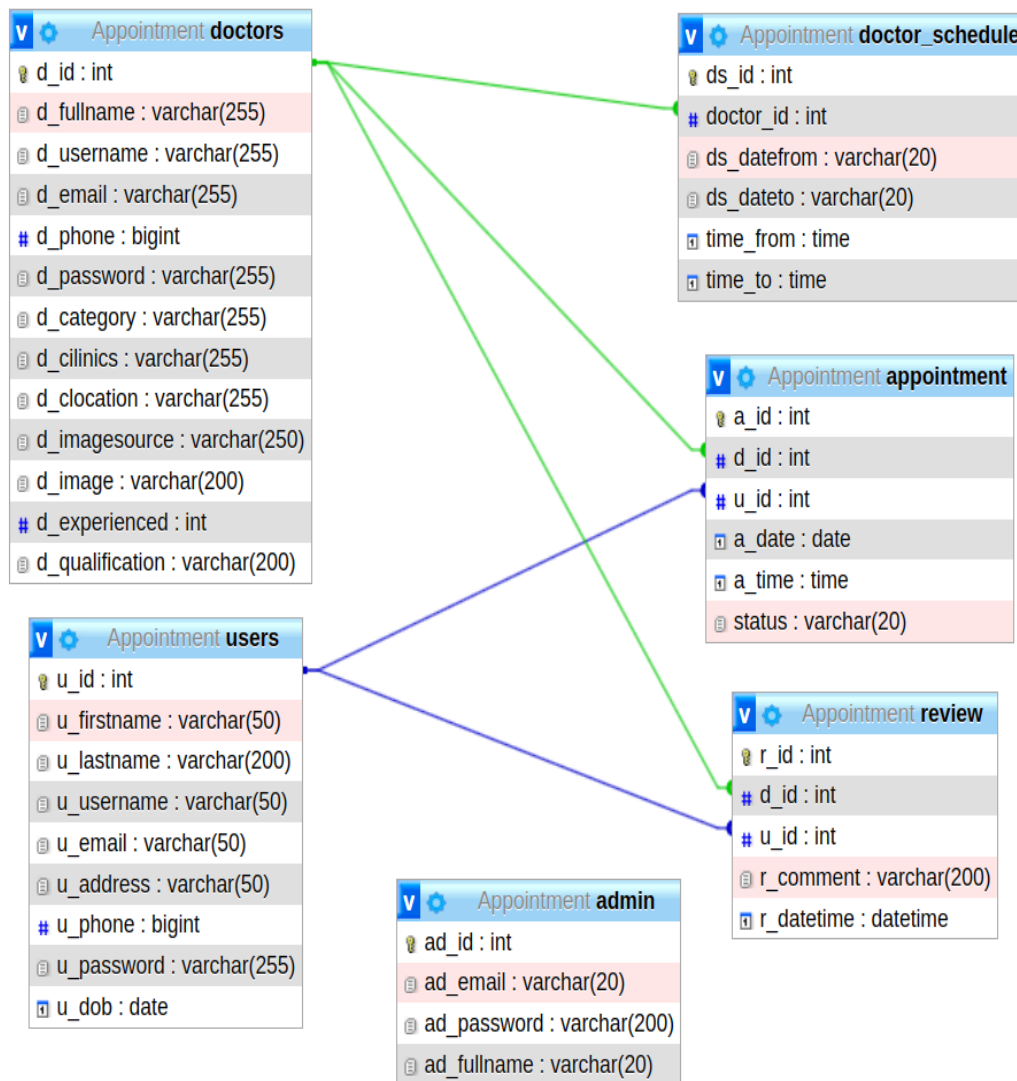 v Appointment doctors
d_id : int
d_fullname : varchar(255)
d_username : varchar(255)
d_email : varchar(255)
# d_phone : bigint
d_password : varchar(255)
d_category : varchar(255)
d_cilinics : varchar(255)
d_clocation : varchar(255)
d_imagesource : varchar(250)
d_image : varchar(200)
# d_experienced : int
d_qualification : varchar(200)
v Appointment doctor_schedule
ds_id : int
# doctor_id : int
ds_datefrom : varchar(20)
ds_dateto : varchar(20)
time_from : time
time_to : time
v Appointment appointment
a_id : int
# d_id : int
# u_id : int
a_date : date
a_time : time
status : varchar(20)
v Appointment users
u_id : int
u_firstname : varchar(50)
u_lastname : varchar(200)
u_username : varchar(50)
u_email : varchar(50)
u_address : varchar(50)
# u_phone : bigint
u_password : varchar(255)
u_dob : date
v Appointment review
r_id : int
# d_id : int
# u_id : int
r_comment : varchar(200)
r_datetime : datetime
v Appointment admin
ad_id : int
ad_email : varchar(20)
ad_password : varchar(200)
ad_fullname : varchar(20)